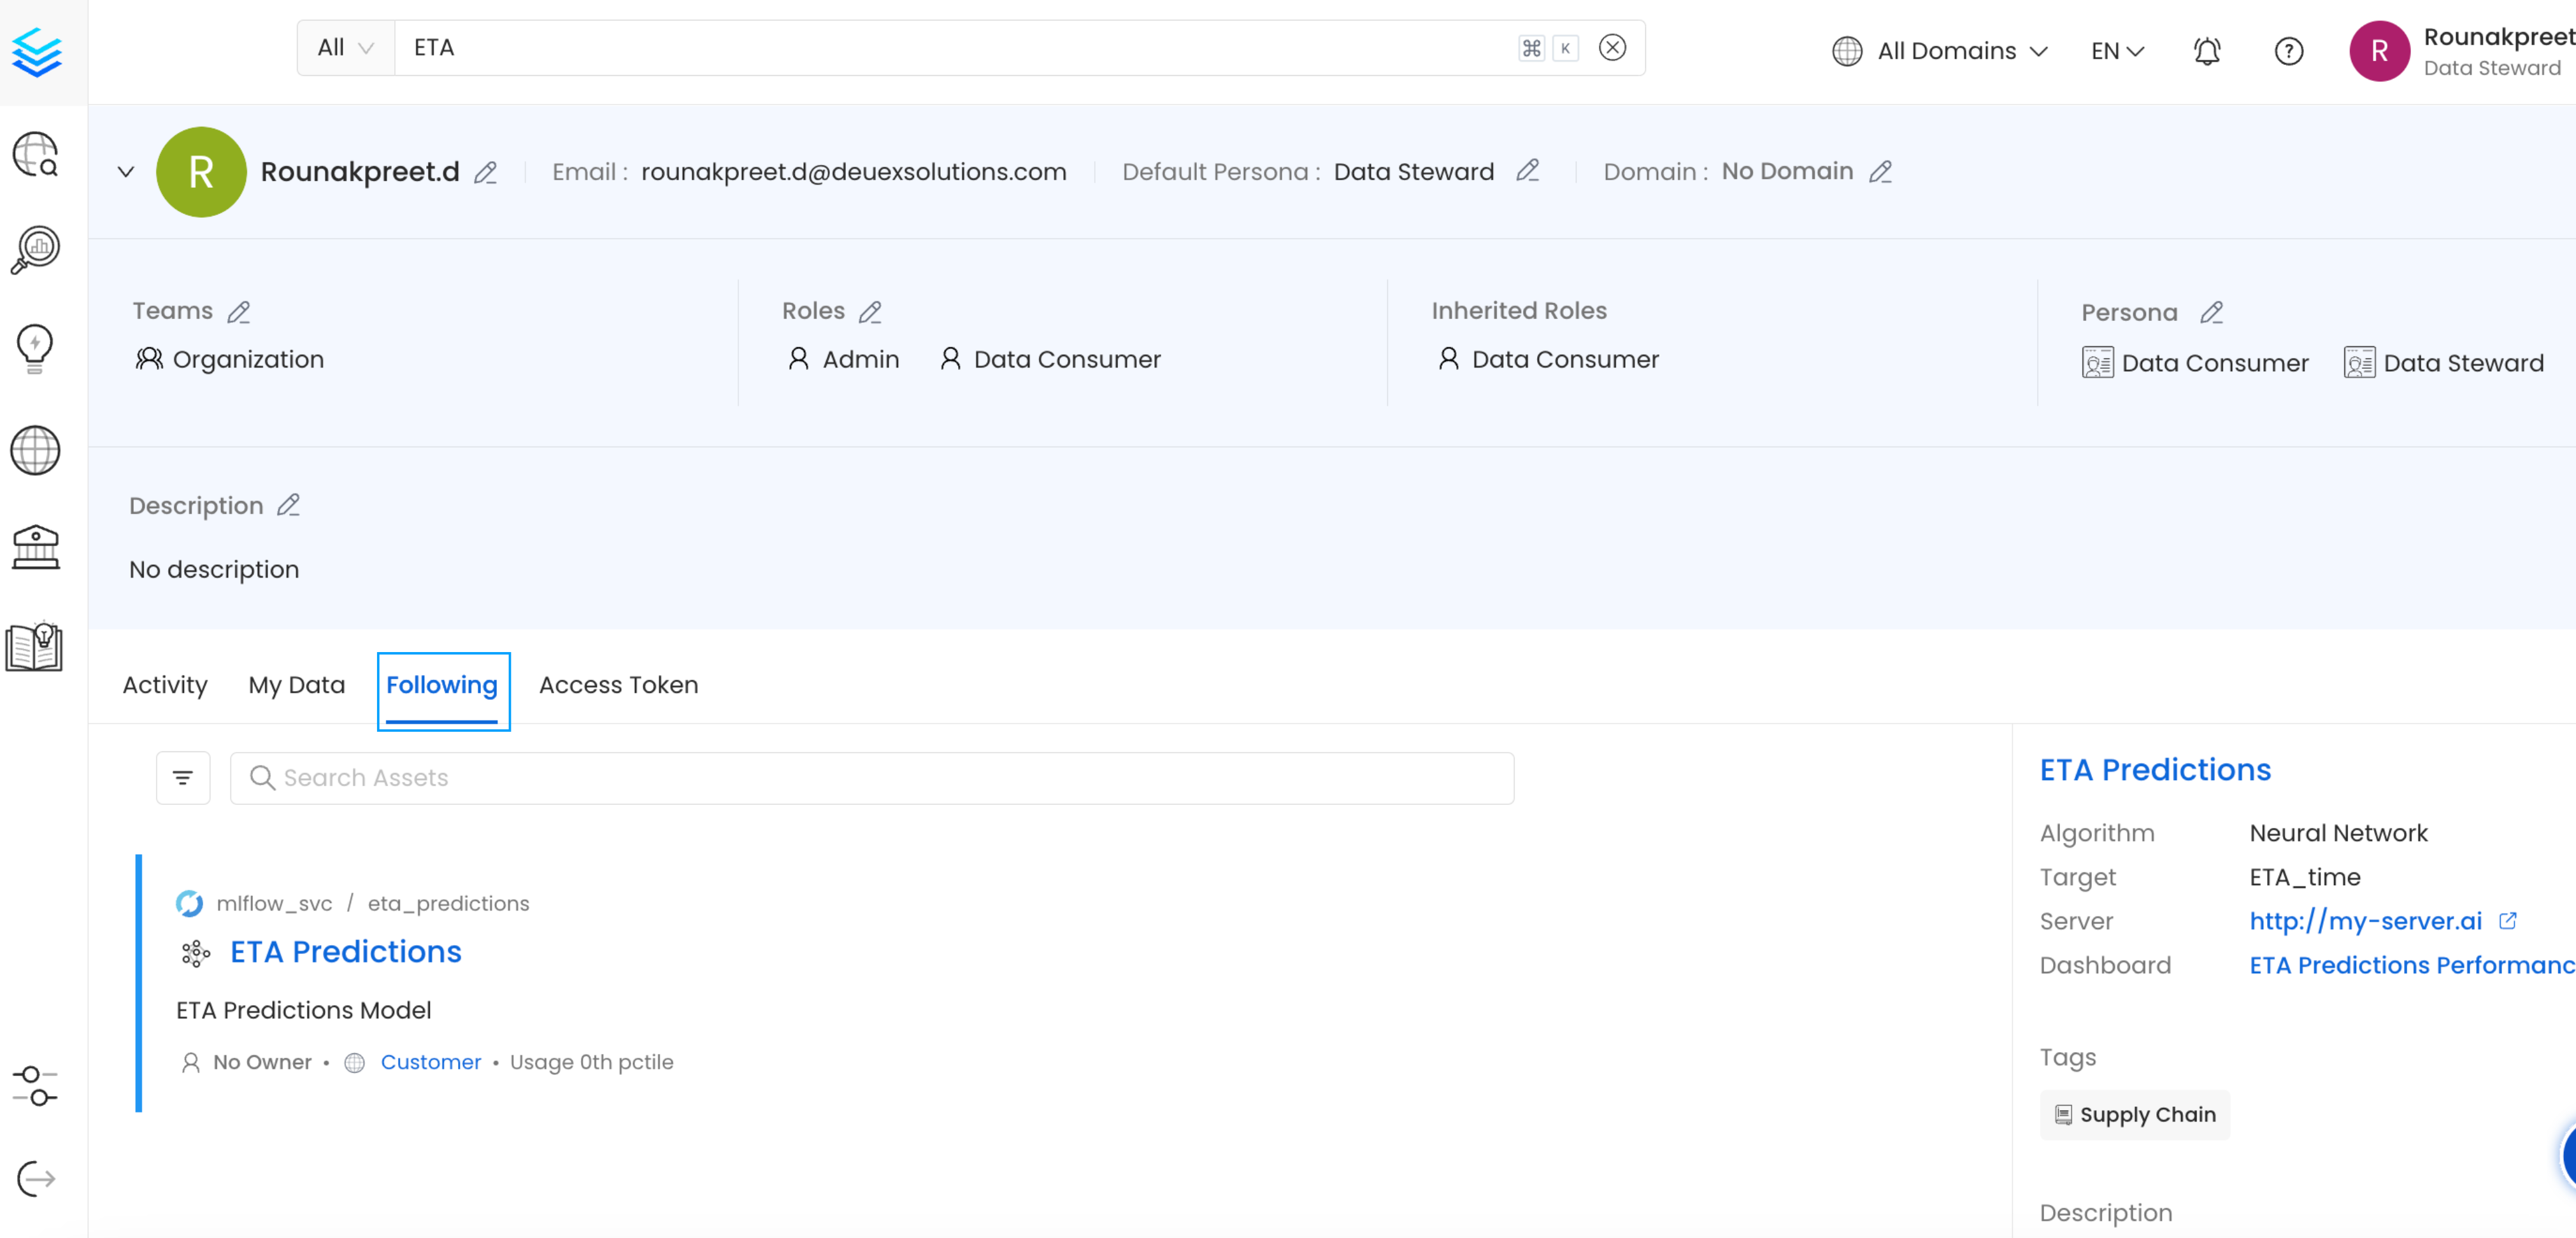 All ETA ⌘ K All Domains EN ? R Rounakpreet
Data Steward
R Rounakpreet.d Email : rounakpreet.d@deuexsolutions.com Default Persona : Data Steward Domain : No Domain
Teams Roles Inherited Roles Persona
Organization Admin Data Consumer Data Consumer Data Consumer Data Steward
Description
No description
Activity My Data Following Access Token
Search Assets
mlflow_svc / eta_predictions
ETA Predictions
ETA Predictions Model
No Owner • Customer • Usage 0th pctile
ETA Predictions
Algorithm Neural Network
Target ETA_time
Server http://my-server.ai
Dashboard ETA Predictions Performanc
Tags
Supply Chain
Description